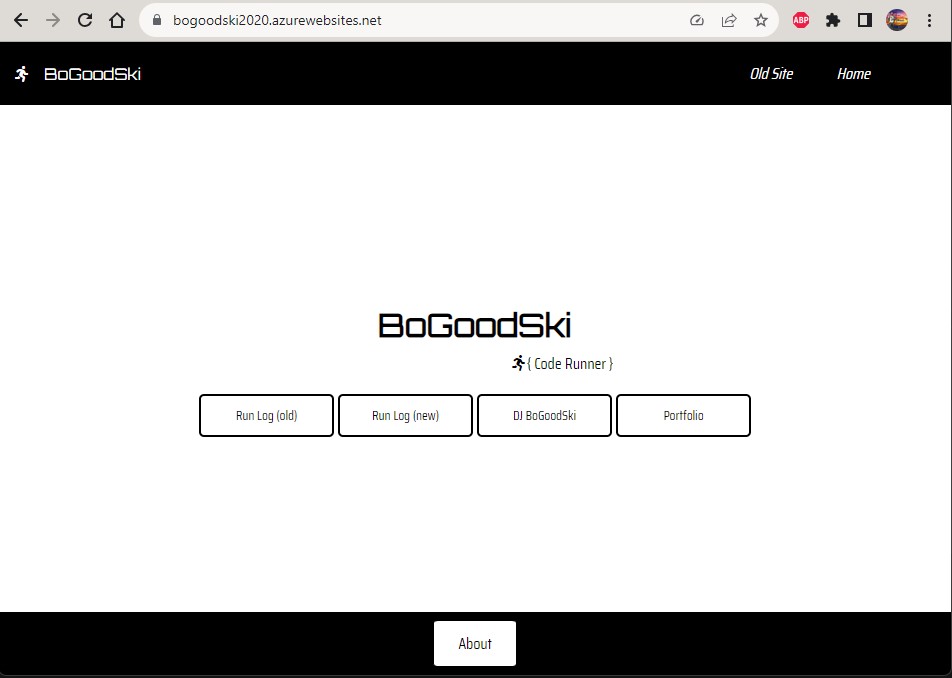 bogoodski2020.azurewebsites.net
ABP
BoGoodSki
Old Site
Home
BoGoodSki
{ Code Runner }
Run Log (old)
Run Log (new)
DJ BoGoodSki
Portfolio
About